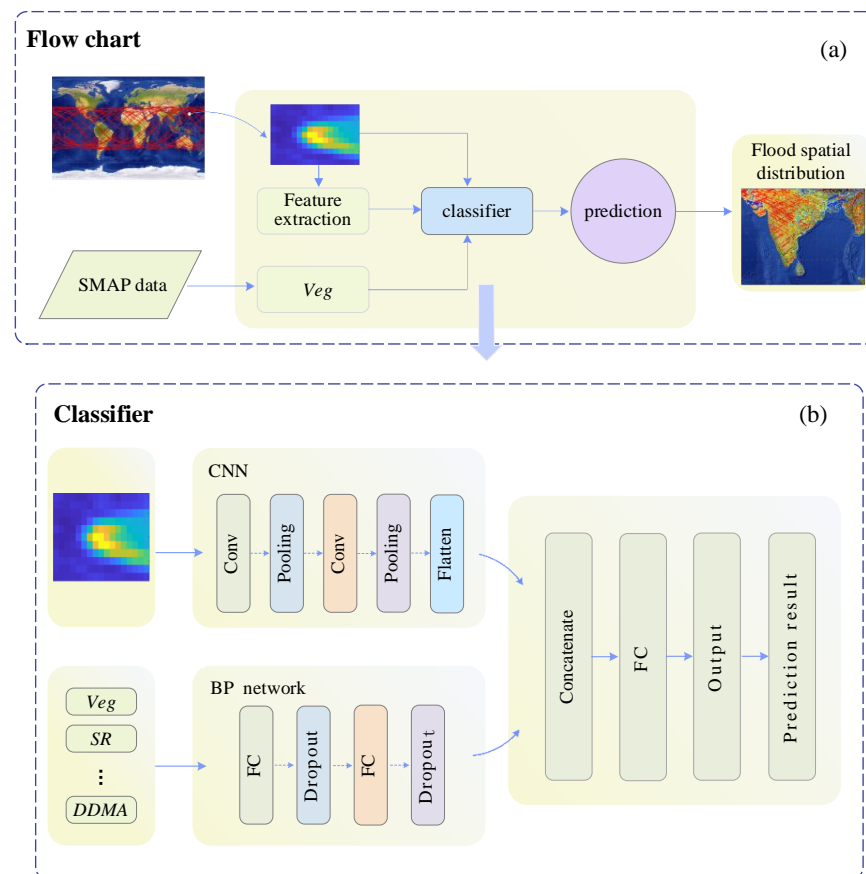 Flow chart
(a)
Feature
extraction
classifier
prediction
Flood spatial
distribution
SMAP data
Veg
Classifier
(b)
CNN
Conv
Pooling
Conv
Pooling
Flatten
Veg
SR
...
DDMA
BP network
FC
Dropout
FC
Dropout
Concatenate
FC
Output
Prediction result